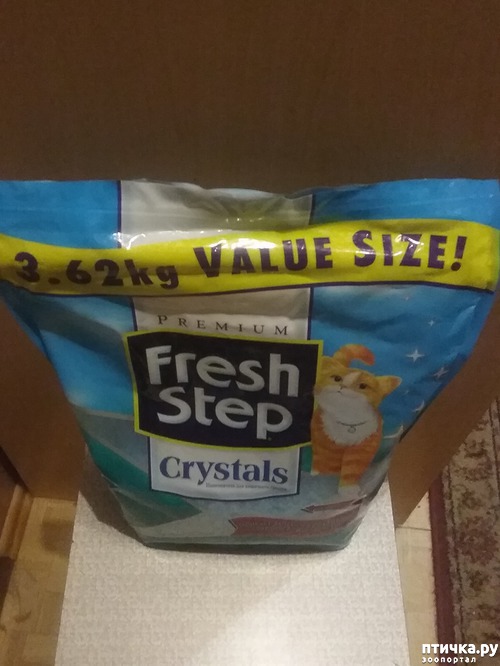 3.62kg VALUE SIZE!
PREMIUM
Fresh
Step
Crystals
птичка.ру
зоопортал